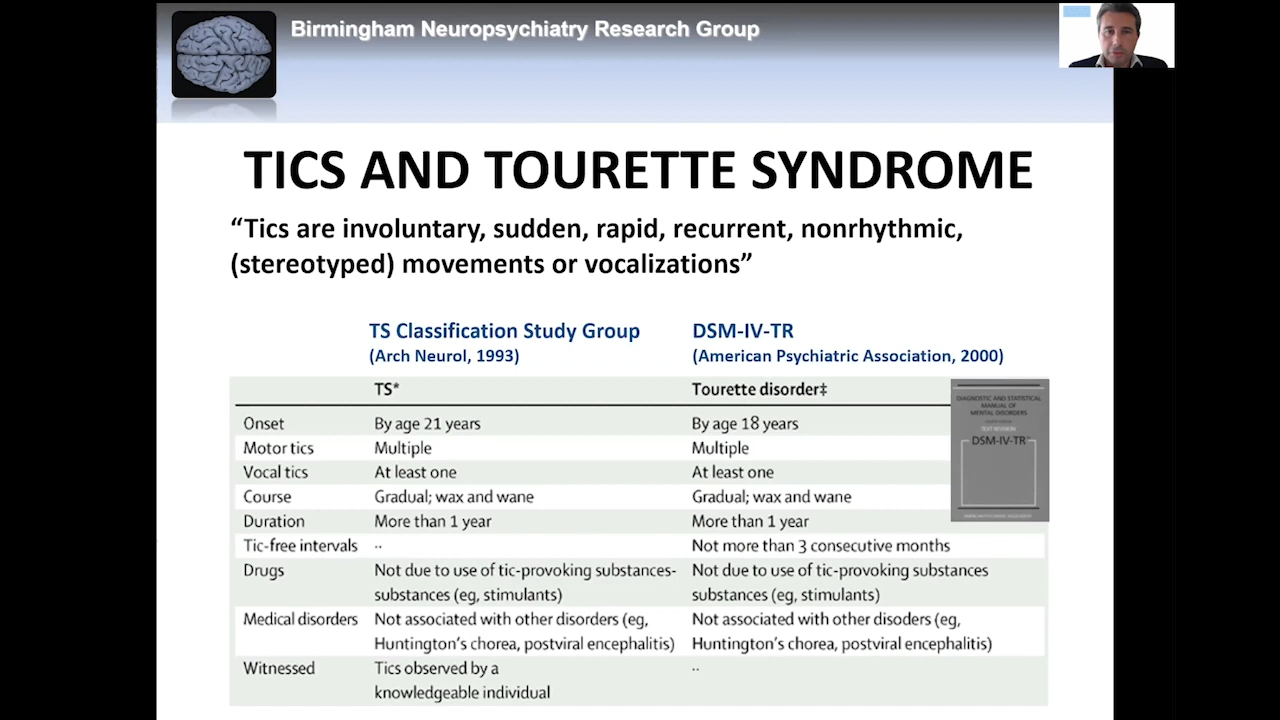 Birmingham Neuropsychiatry Research Group
TICS AND TOURETTE SYNDROME
“Tics are involuntary, sudden, rapid, recurrent, nonrhythmic,
(stereotyped) movements or vocalizations”
TS Classification Study Group DSM-IV-TR
(Arch Neurol, 1993) (American Psychiatric Association, 2000)
TS* Tourette disorder‡
Onset By age 21 years By age 18 years
Motor tics Multiple Multiple
Vocal tics At least one At least one
Course Gradual; wax and wane Gradual; wax and wane
Duration More than 1 year More than 1 year
Tic-free intervals ·· Not more than 3 consecutive months
Drugs Not due to use of tic-provoking substances- Not due to use of tic-provoking substances
substances (eg, stimulants) substances (eg, stimulants)
Medical disorders Not associated with other disorders (eg, Not associated with other disoders (eg,
Huntington’s chorea, postviral encephalitis) Huntington’s chorea, postviral encephalitis)
Witnessed Tics observed by a ··
knowledgeable individual
DIAGNOSTIC AND STATISTICAL
MANUAL OF
MENTAL DISORDERS
TEXT REVISION
DSM-IV-TR